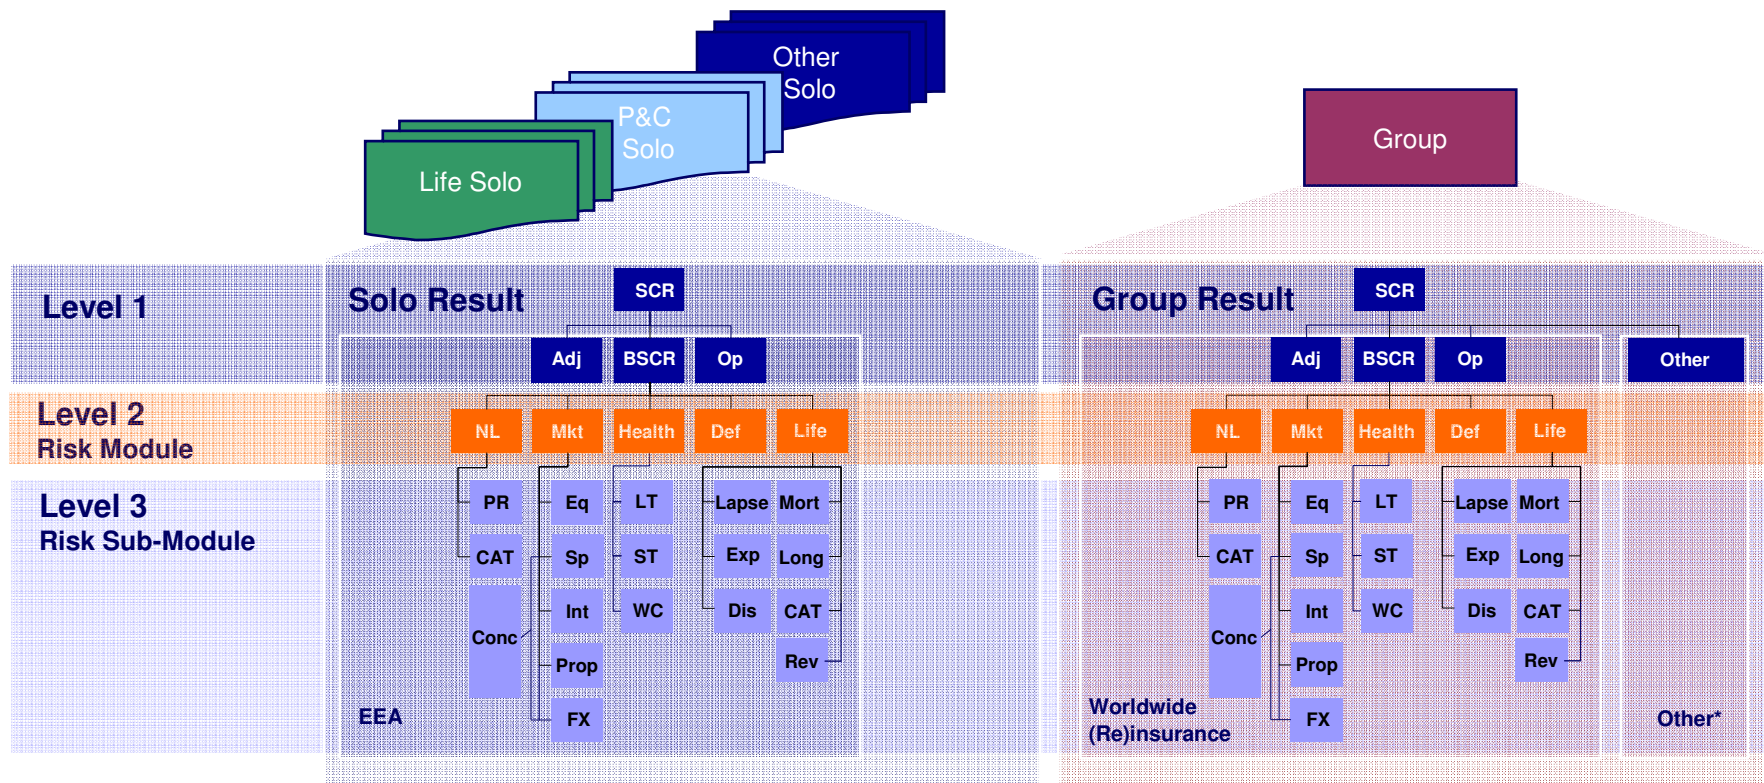 Other
Solo
P&C
Solo
Life Solo
Group
Level 1
Solo Result
SCR
Group Result
SCR
Adj
BSCR
Op
Adj
BSCR
Op
Other
Level 2
Risk Module
NL
Mkt
Health
Def
Life
NL
Mkt
Health
Def
Life
Level 3
Risk Sub-Module
PR
Eq
LT
Lapse
Mort
CAT
Sp
ST
Exp
Long
Conc
Int
WC
Dis
CAT
Prop
Rev
FX
EEA
PR
Eq
LT
Lapse
Mort
CAT
Sp
ST
Exp
Long
Conc
Int
WC
Dis
CAT
Prop
Rev
FX
Worldwide
(Re)insurance
Other*